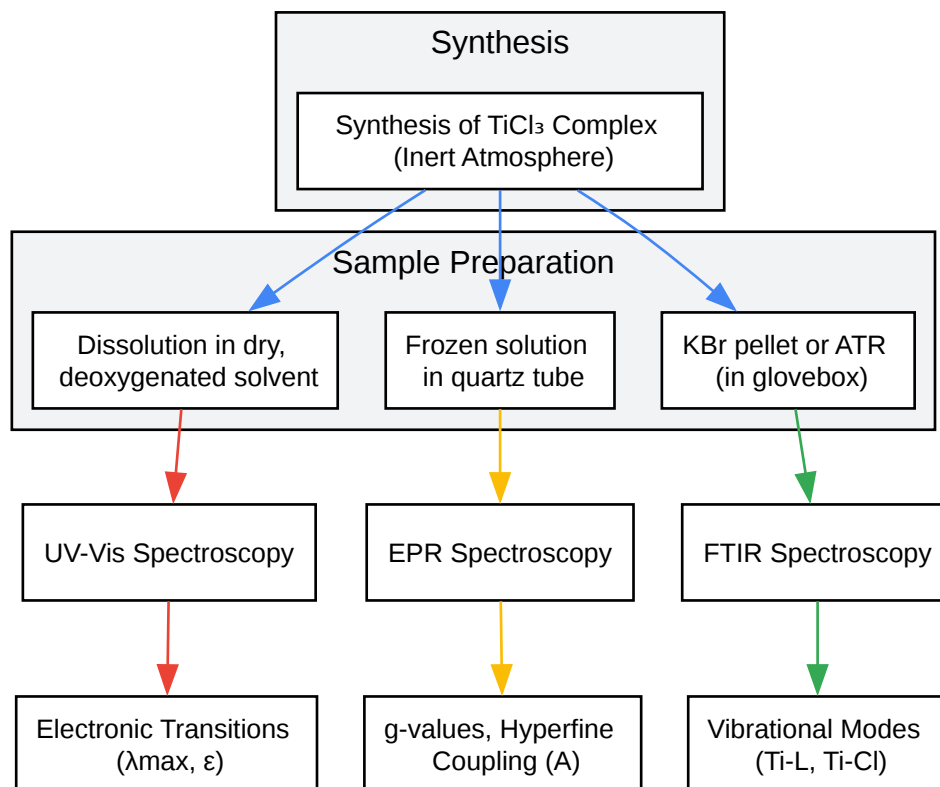 Synthesis
Synthesis of TiCl₃ Complex
(Inert Atmosphere)
Sample Preparation
Dissolution in dry,
deoxygenated solvent
Frozen solution
in quartz tube
KBr pellet or ATR
(in glovebox)
UV-Vis Spectroscopy
EPR Spectroscopy
FTIR Spectroscopy
Electronic Transitions
(λmax, ε)
g-values, Hyperfine
Coupling (A)
Vibrational Modes
(Ti-L, Ti-Cl)